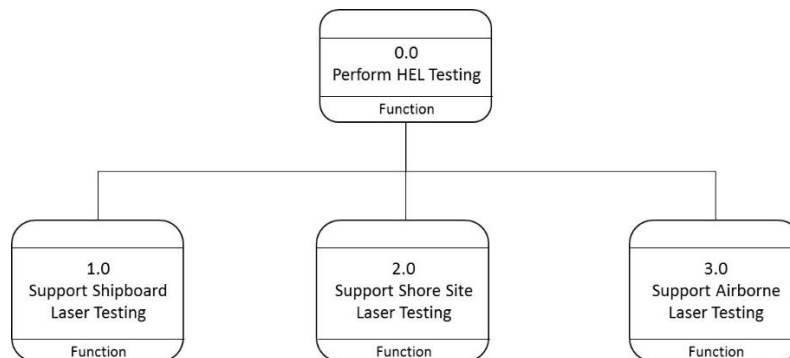 0.0
Perform HEL Testing
Function
1.0
Support Shipboard
Laser Testing
Function
2.0
Support Shore Site
Laser Testing
Function
3.0
Support Airborne
Laser Testing
Function